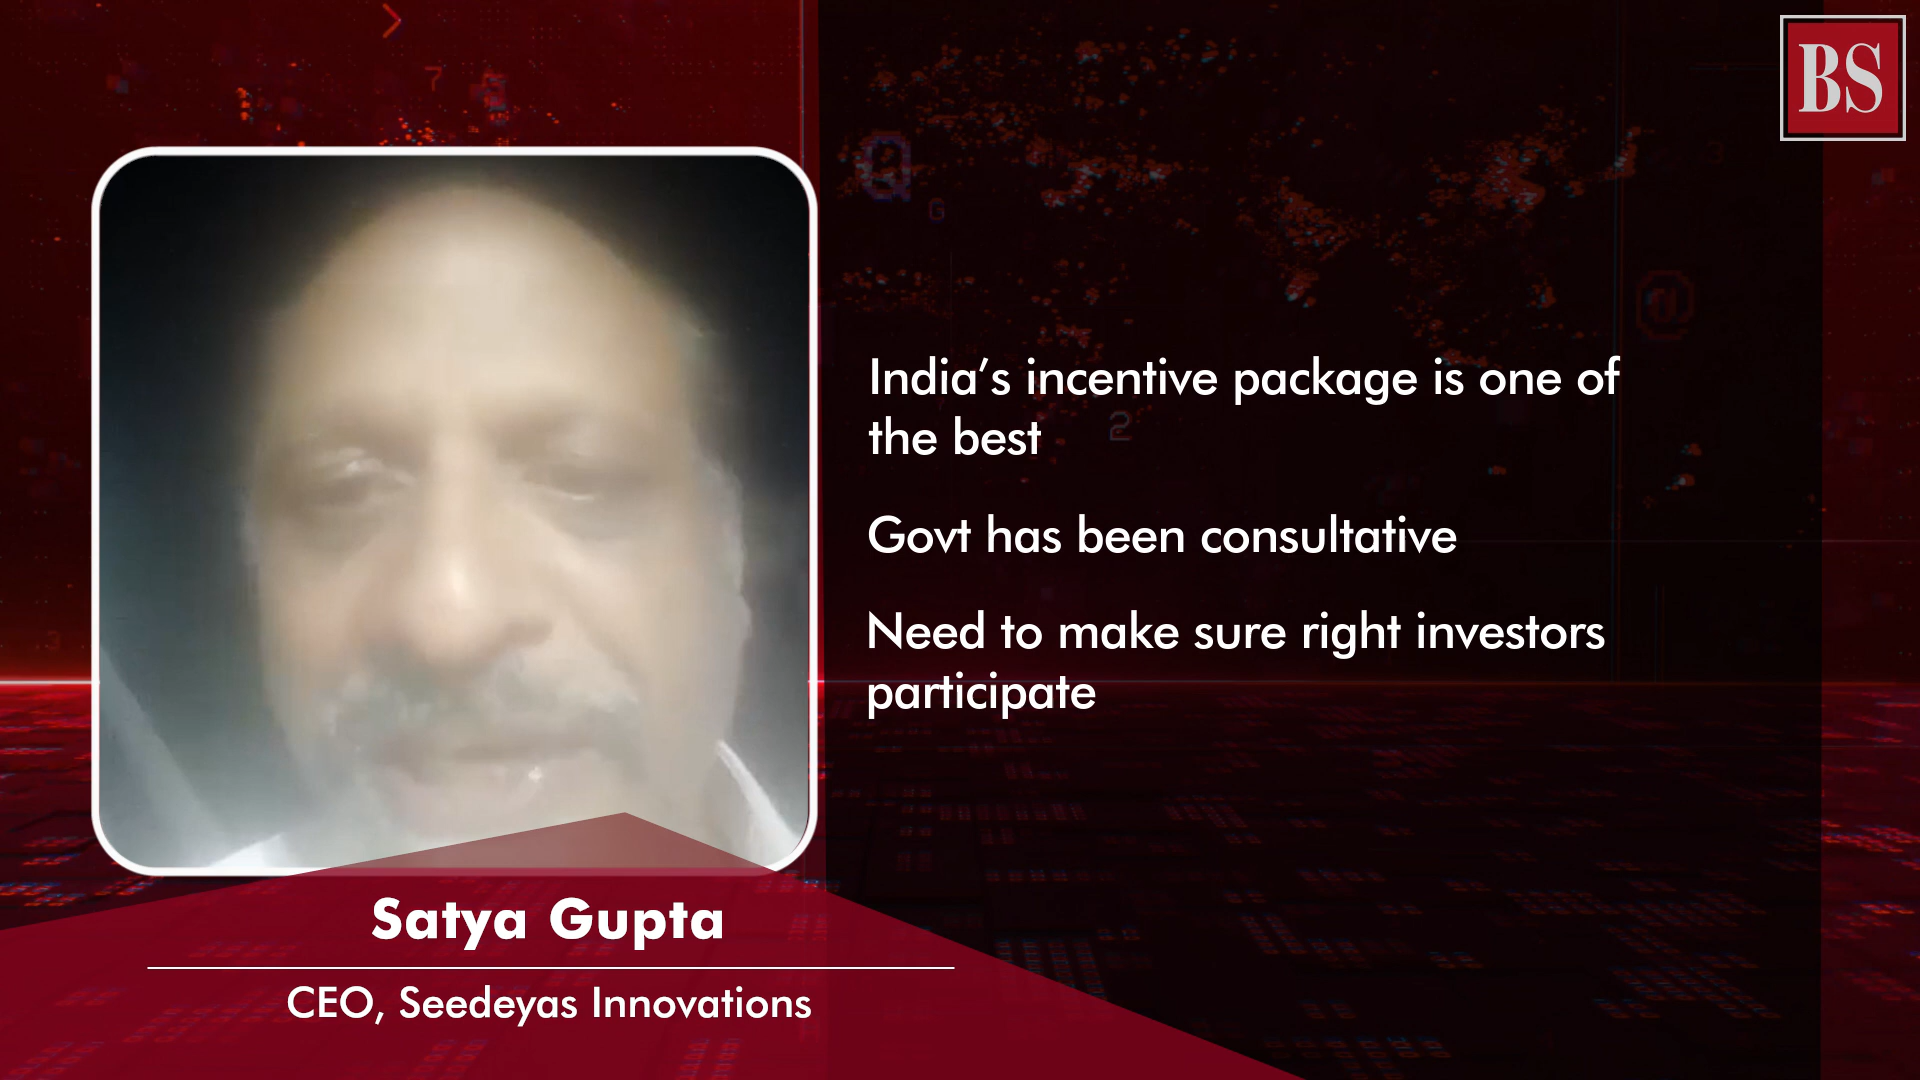 BS
India's incentive package is one of
the best
Govt has been consultative
Need to make sure right investors
participate
Satya Gupta
CEO, Seedeyas Innovations